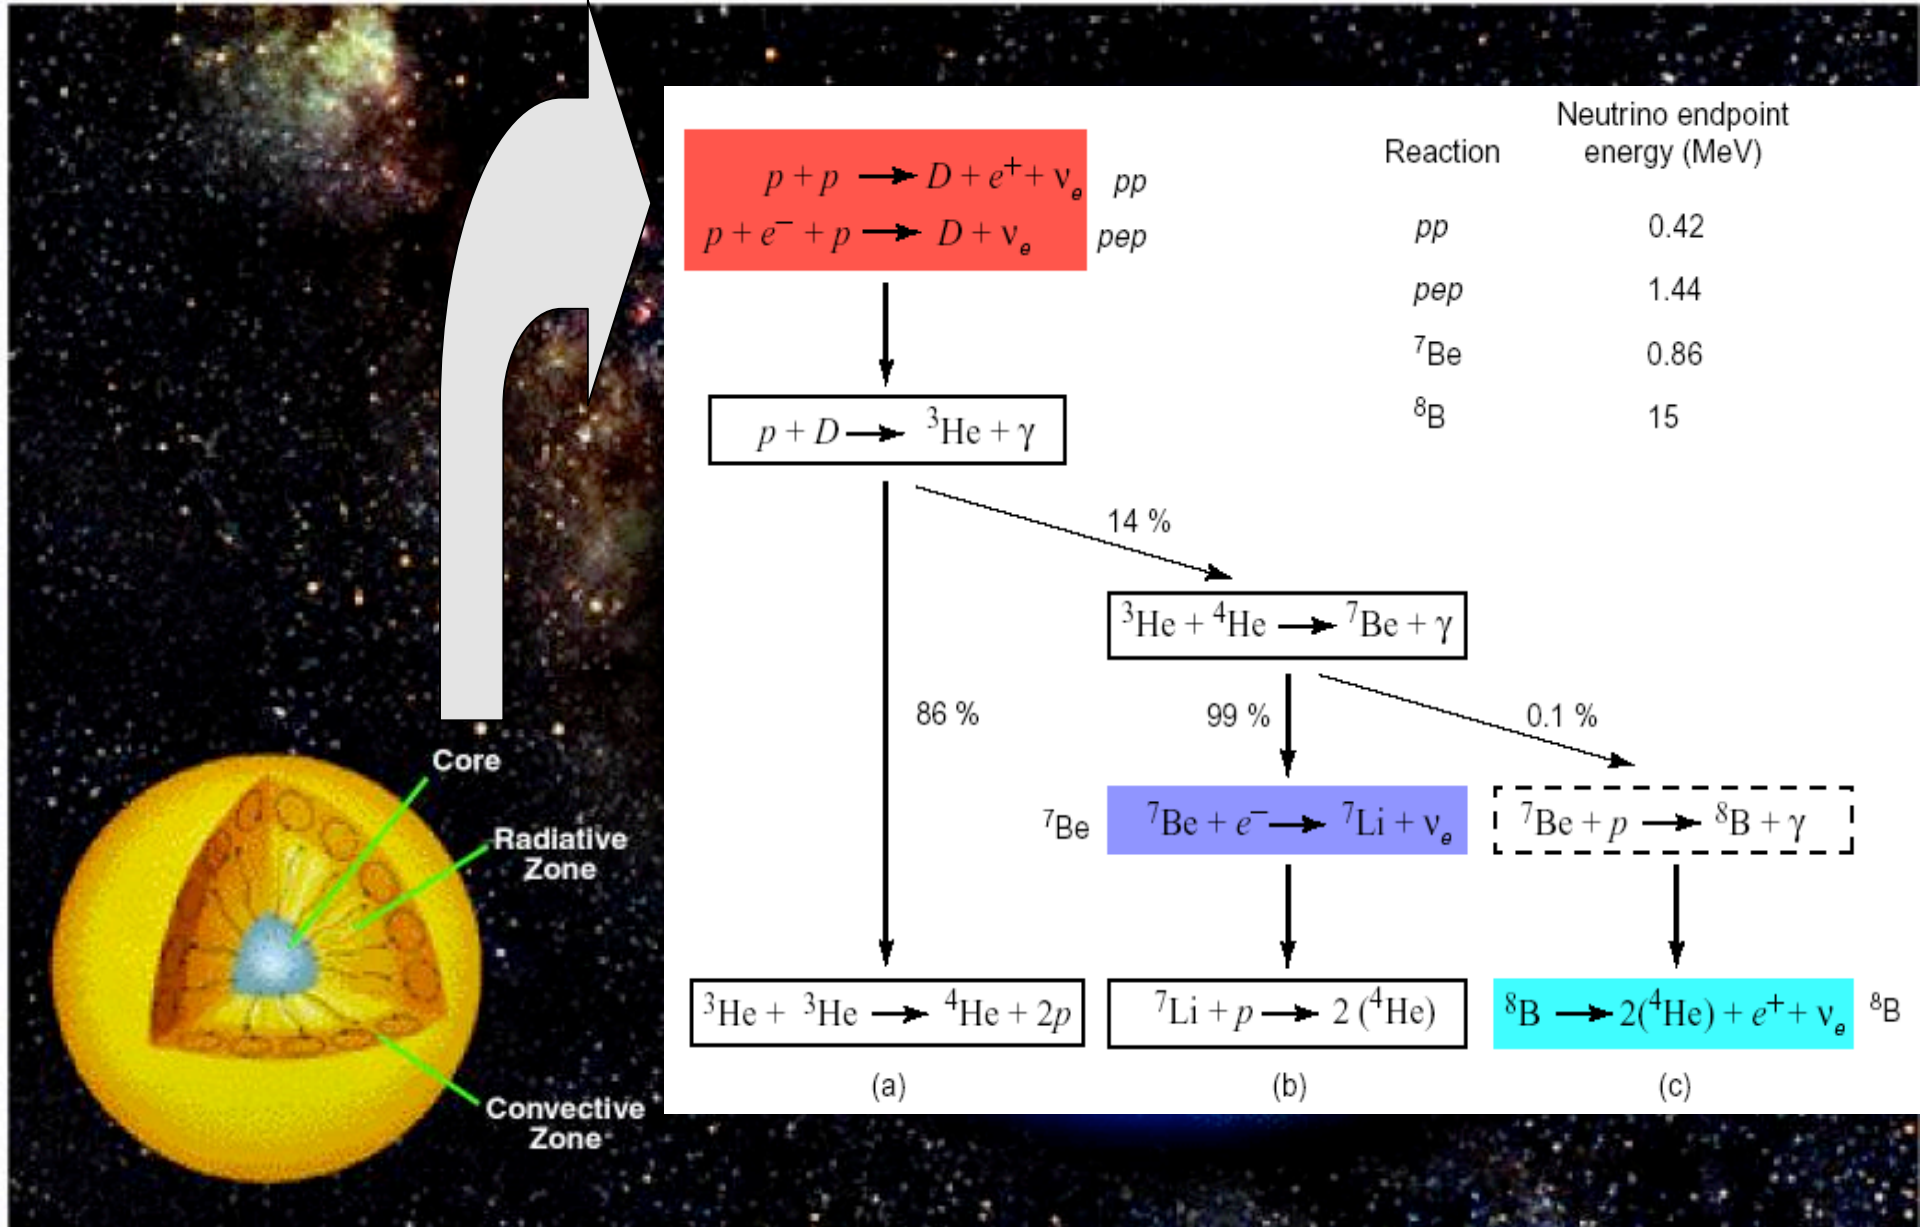 Neutrino endpoint
Reaction energy (MeV)
p + p → D + e⁺ + νₑ pp
p + e⁻ + p → D + νₑ pep
pp 0.42
pep 1.44
⁷Be 0.86
⁸B 15
p + D → ³He + γ
14 %
³He + ⁴He → ⁷Be + γ
86 %
99 %
0.1 %
⁷Be
⁷Be + e⁻ → ⁷Li + νₑ
⁷Be + p → ⁸B + γ
³He + ³He → ⁴He + 2p
⁷Li + p → 2 (⁴He)
⁸B → 2(⁴He) + e⁺ + νₑ ⁸B
(a) (b) (c)
Core
Radiative
Zone
Convective
Zone